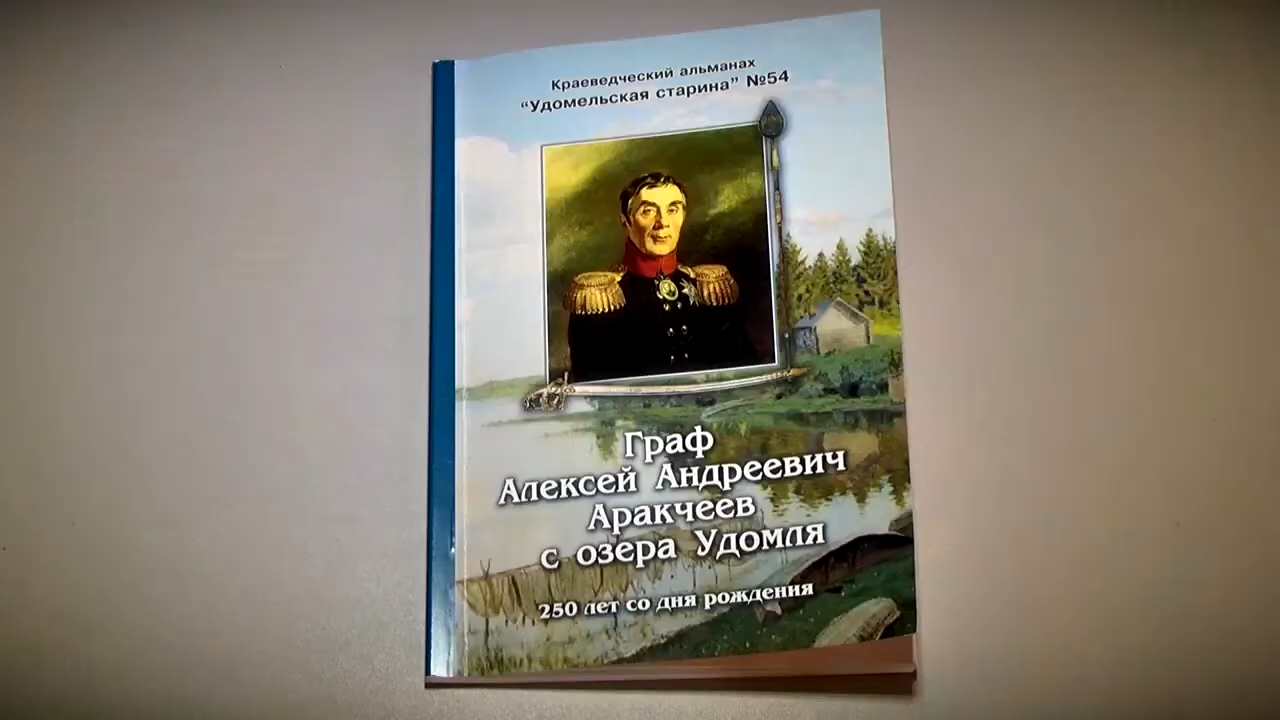 Краеведческий альманах
“Удомельская старина” №54
Граф
Алексей Андреевич
Аракчеев
с озера Удомля
250 лет со дня рождения